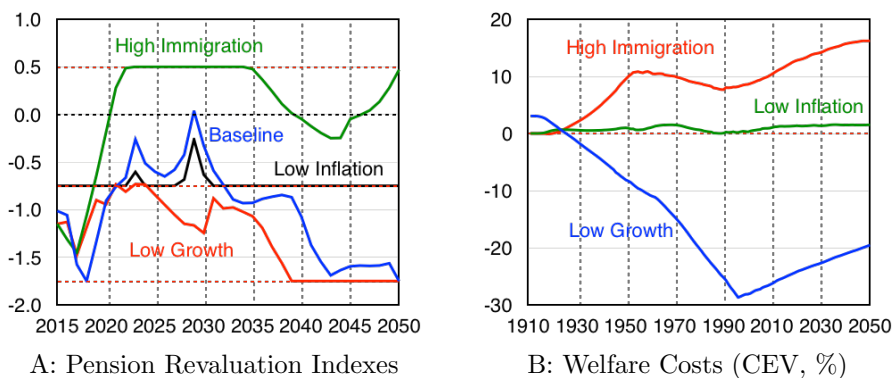 1.0
0.5
0.0
-0.5
-1.0
-1.5
-2.0
High Immigration
Baseline
Low Inflation
Low Growth
2015 2020 2025 2030 2035 2040 2045 2050
A: Pension Revaluation Indexes
20
10
0
-10
-20
-30
High Immigration
Low Inflation
Low Growth
1910 1930 1950 1970 1990 2010 2030 2050
B: Welfare Costs (CEV, %)